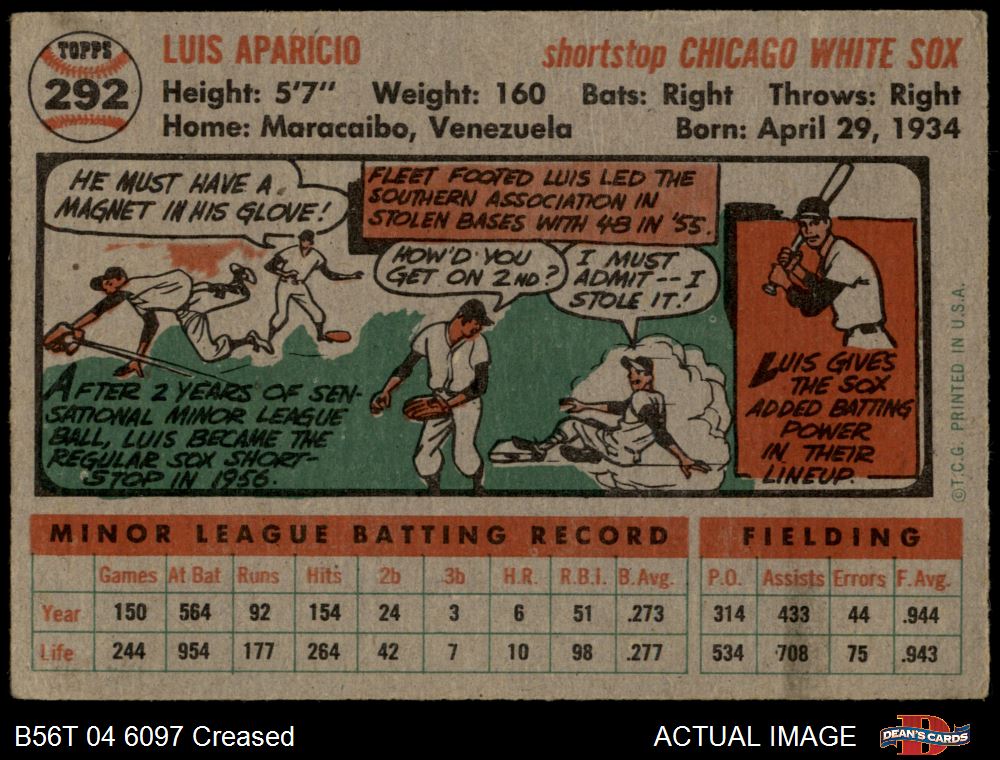 TOPPS
292
LUIS APARICIO
shortstop CHICAGO WHITE SOX
Height: 5'7" Weight: 160 Bats: Right Throws: Right
Home: Maracaibo, Venezuela Born: April 29, 1934
HE MUST HAVE A
MAGNET IN HIS GLOVE!
FLEET FOOTED LUIS LED THE
SOUTHERN ASSOCIATION IN
STOLEN BASES WITH 48 IN '55.
HOW'D YOU
GET ON 2ND?
I MUST
ADMIT -- I
STOLE IT!
AFTER 2 YEARS OF SEN-
SATIONAL MINOR LEAGUE
BALL, LUIS BECAME THE
REGULAR SOX SHORT-
STOP IN 1956.
LUIS GIVES
THE SOX
ADDED BATTING
POWER
IN THEIR
LINEUP.
©T.C.G. PRINTED IN U.S.A.
MINOR LEAGUE BATTING RECORD
Games At Bat Runs Hits 2b 3b H.R. R.B.I. B.Avg.
Year 150 564 92 154 24 3 6 51 .273
Life 244 954 177 264 42 7 10 98 .277
FIELDING
P.O. Assists Errors F.Avg.
314 433 44 .944
534 708 75 .943
B56T 04 6097 Creased
ACTUAL IMAGE
DEAN'S CARDS